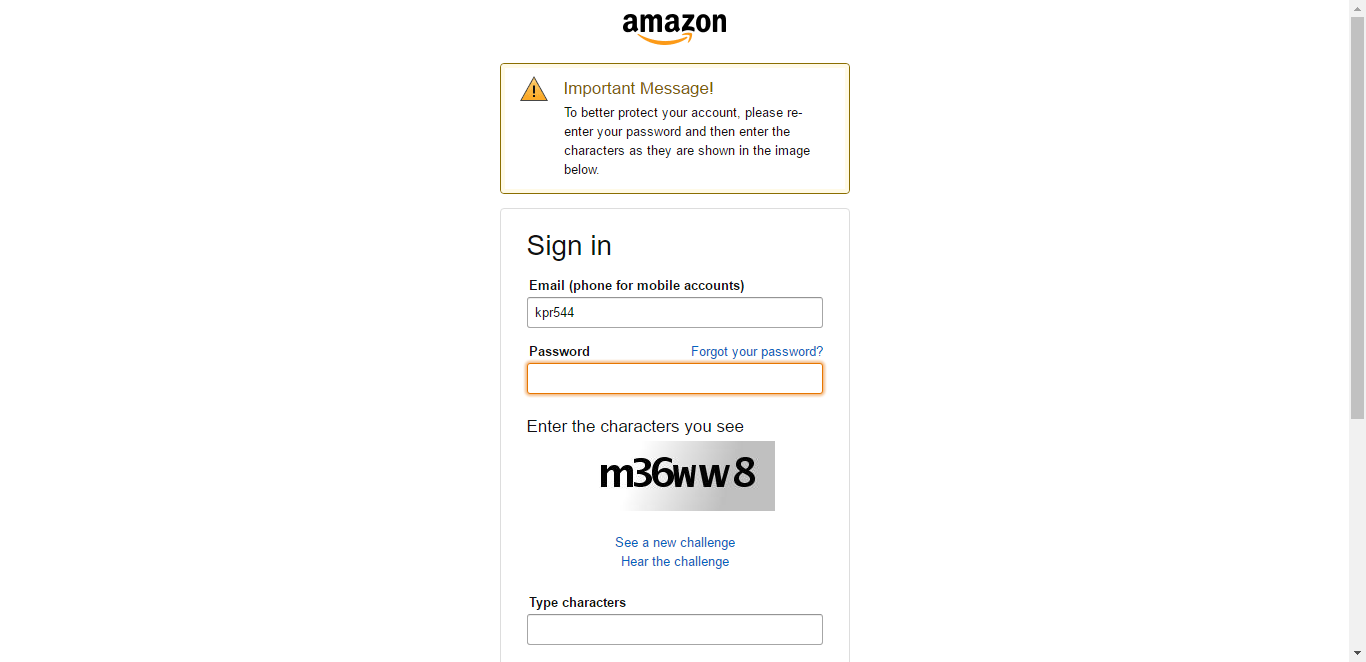 amazon
Important Message!
To better protect your account, please re-
enter your password and then enter the
characters as they are shown in the image
below.
Sign in
Email (phone for mobile accounts)
kpr544
Password Forgot your password?
Enter the characters you see
m36ww8
See a new challenge
Hear the challenge
Type characters